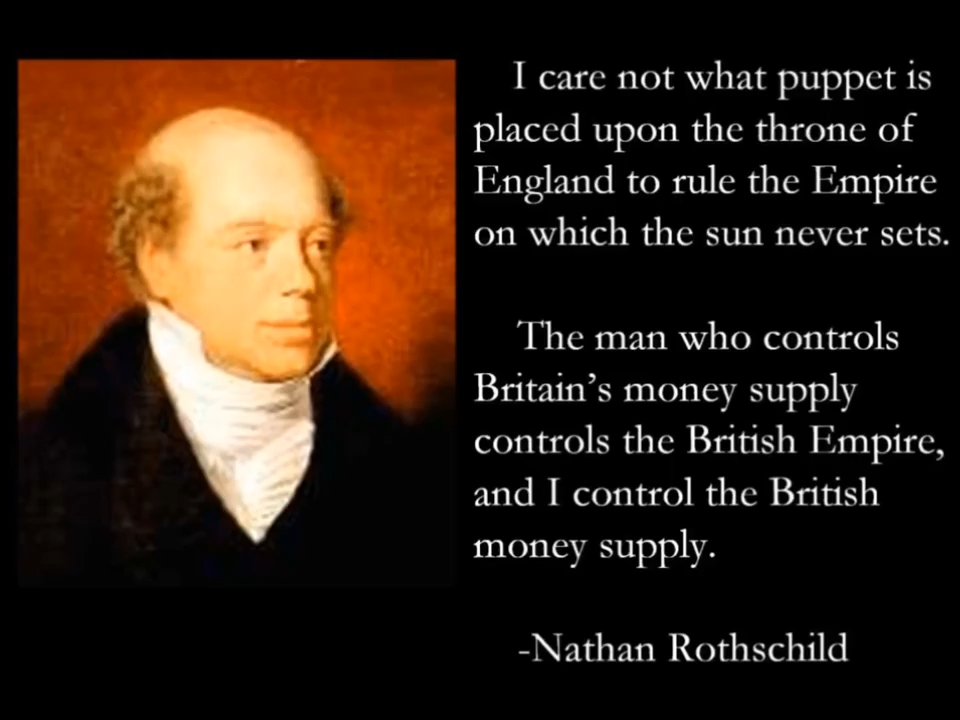 I care not what puppet is
placed upon the throne of
England to rule the Empire
on which the sun never sets.
The man who controls
Britain’s money supply
controls the British Empire,
and I control the British
money supply.
-Nathan Rothschild